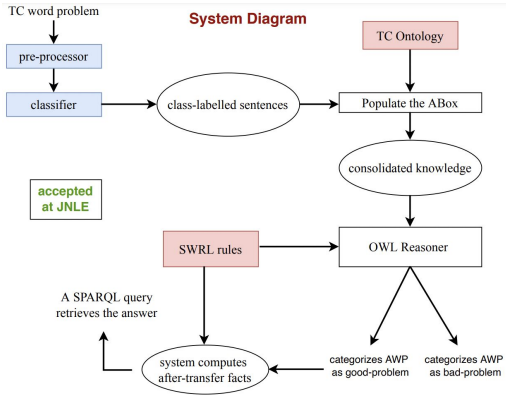 TC word problem
System Diagram
TC Ontology
pre-processor
classifier
class-labelled sentences
Populate the ABox
consolidated knowledge
accepted
at JNLE
SWRL rules
OWL Reasoner
A SPARQL query
retrieves the answer
system computes
after-transfer facts
categorizes AWP
as good-problem
categorizes AWP
as bad-problem